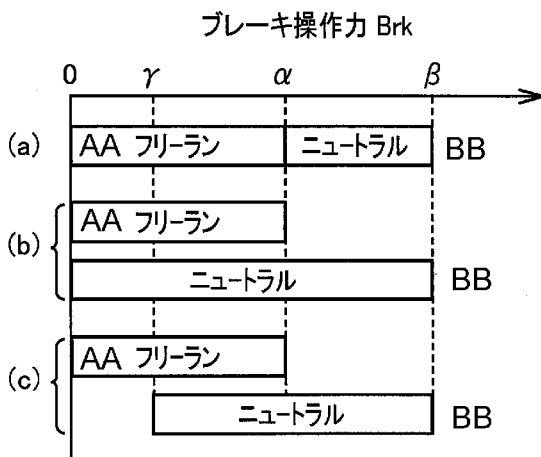 ブレーキ操作力 Brk
0 γ α β
(a) AA フリーラン ニュートラル BB
AA フリーラン
(b)
ニュートラル BB
AA フリーラン
(c)
ニュートラル BB